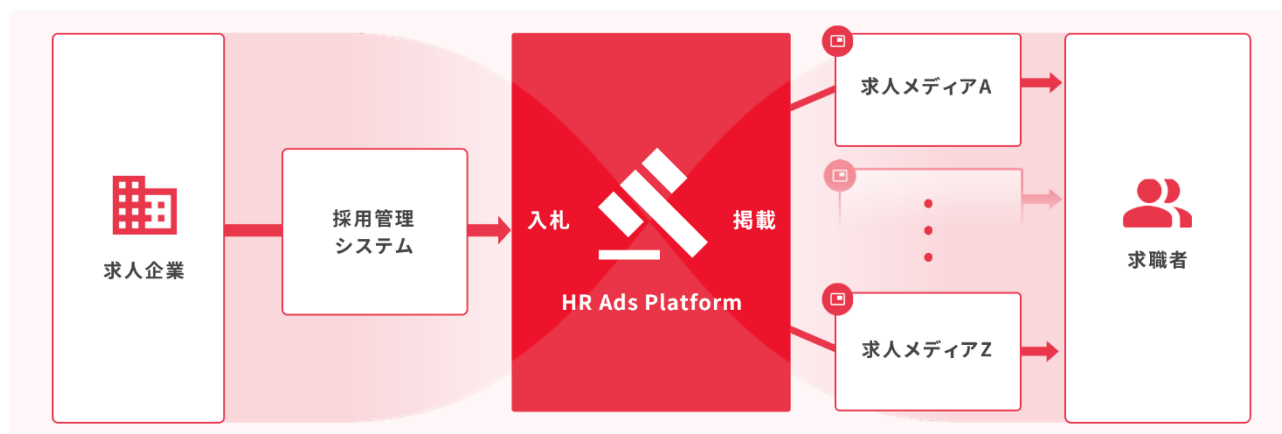 求人企業
採用管理
システム
入札
掲載
HR Ads Platform
求人メディアA
求人メディアZ
求職者